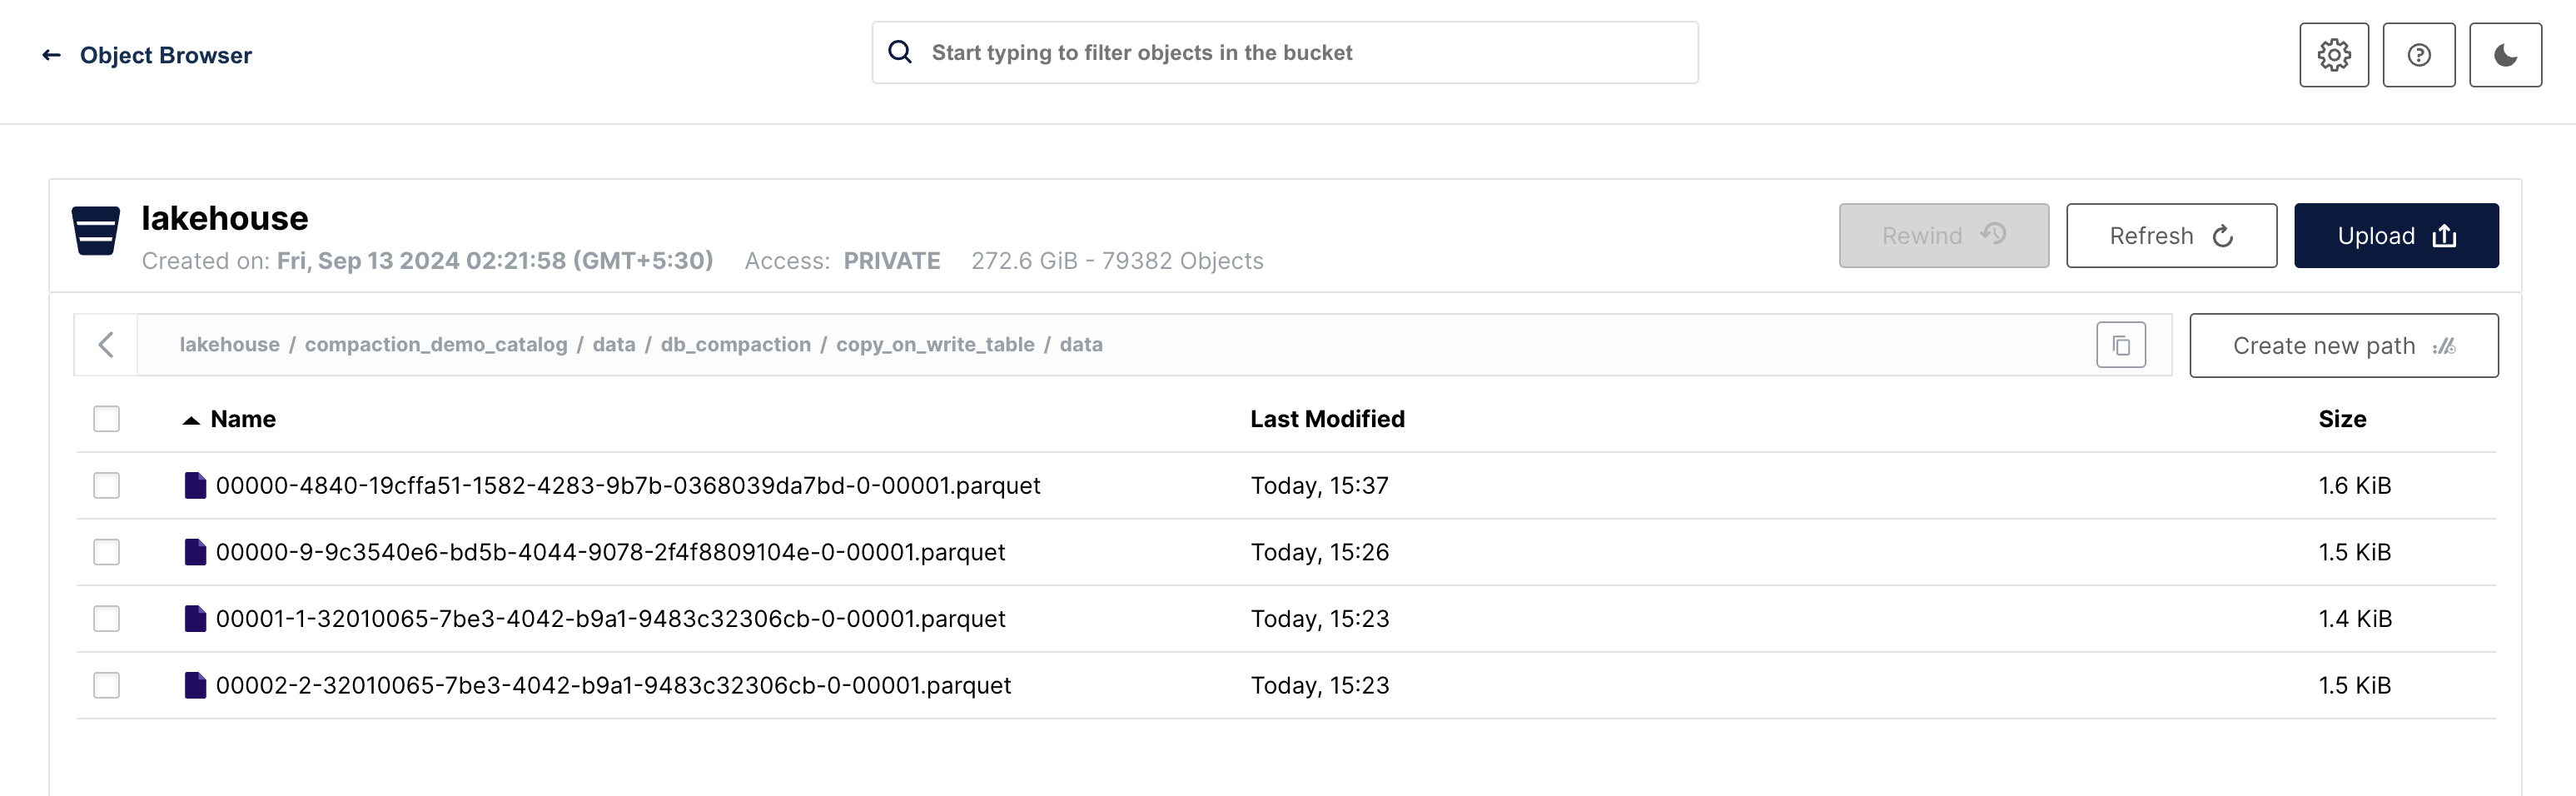 Object Browser
Start typing to filter objects in the bucket
lakehouse
Created on: Fri, Sep 13 2024 02:21:58 (GMT+5:30) Access: PRIVATE 272.6 GiB - 79382 Objects
Rewind
Refresh
Upload
lakehouse / compaction_demo_catalog / data / db_compaction / copy_on_write_table / data
Create new path
Name Last Modified Size
00000-4840-19cffa51-1582-4283-9b7b-0368039da7bd-0-00001.parquet Today, 15:37 1.6 KiB
00000-9-9c3540e6-bd5b-4044-9078-2f4f8809104e-0-00001.parquet Today, 15:26 1.5 KiB
00001-1-32010065-7be3-4042-b9a1-9483c32306cb-0-00001.parquet Today, 15:23 1.4 KiB
00002-2-32010065-7be3-4042-b9a1-9483c32306cb-0-00001.parquet Today, 15:23 1.5 KiB